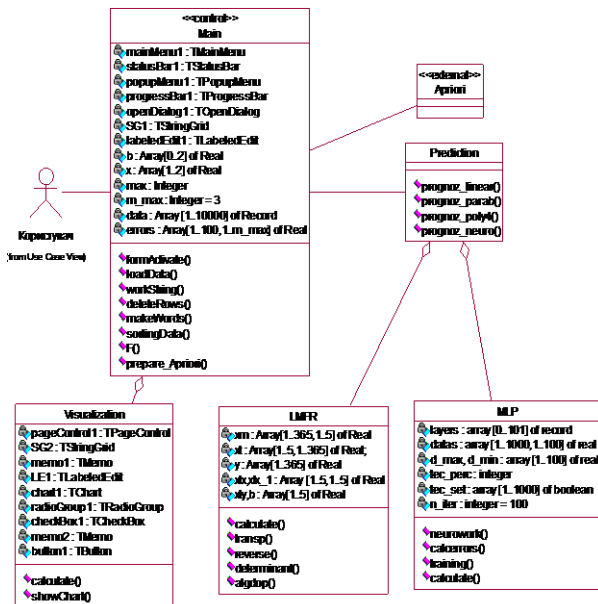 <<control>>
Main
mainMenu1 : TMainMenu
statusBar1 : TStatusBar
popupMenu1 : TPopupMenu
progressBar1 : TProgressBar
openDialog1 : TOpenDialog
SG1 : TStringGrid
labeledEdit1 : TLabeledEdit
b : Array[0..2] of Real
x : Array[1..2] of Real
max : Integer
m_max : Integer = 3
data : Array [1..10000] of Record
errors : Array [1..100,1..m_max] of Real
formActivate()
loadData()
workString()
deleteRows()
makeWords()
sortingData()
F()
prepare_Apriori()
<<external>>
Apriori
Prediction
prognoz_linear()
prognoz_parab()
prognoz_poly4()
prognoz_neuro()
Користувач
(from Use Case View)
Visualization
pageControl1 : TPageControl
SG2 : TStringGrid
memo1 : TMemo
LE1 : TLabeledEdit
chart1 : TChart
radioGroup1 : TRadioGroup
checkBox1 : TCheckBox
memo2 : TMemo
button1 : TButton
calculate()
showChart()
LMFR
xm : Array[1..365,1..5] of Real
xt : Array[1..5,1..365] of Real;
y : Array[1..365] of Real
xtx,xtx_1 : Array [1..5,1..5] of Real
xty,b : Array[1..5] of Real
calculate()
transp()
reverse()
determinant()
algdop()
MLP
layers : array [0..101] of record
datas : array [1..1000,1..100] of real
d_max, d_min : array [1..100] of real
tec_perc : integer
tec_set : array [1..1000] of boolean
n_iter : integer = 100
neurowork()
calcerrors()
training()
calculate()